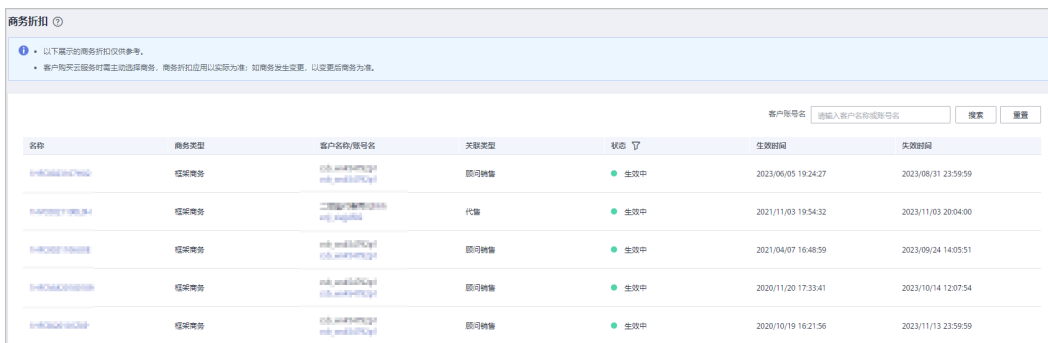 商务折扣
以下展示的商务折扣仅供参考。
客户购买云服务时需主动选择商务，商务折扣应用以实际为准；如商务发生变更，以变更后商务为准。
客户账号名 请输入客户名称或账号名 搜索 重置
名称 商务类型 客户名称/账号名 关联类型 状态 生效时间 失效时间
框架商务 顾问销售 生效中 2023/06/05 19:24:27 2023/08/31 23:59:59
框架商务 代售 生效中 2021/11/03 19:54:32 2023/11/03 20:04:00
框架商务 顾问销售 生效中 2021/04/07 16:48:59 2023/09/24 14:05:51
框架商务 顾问销售 生效中 2020/11/20 17:33:41 2023/10/14 12:07:54
框架商务 顾问销售 生效中 2020/10/19 16:21:56 2023/11/13 23:59:59